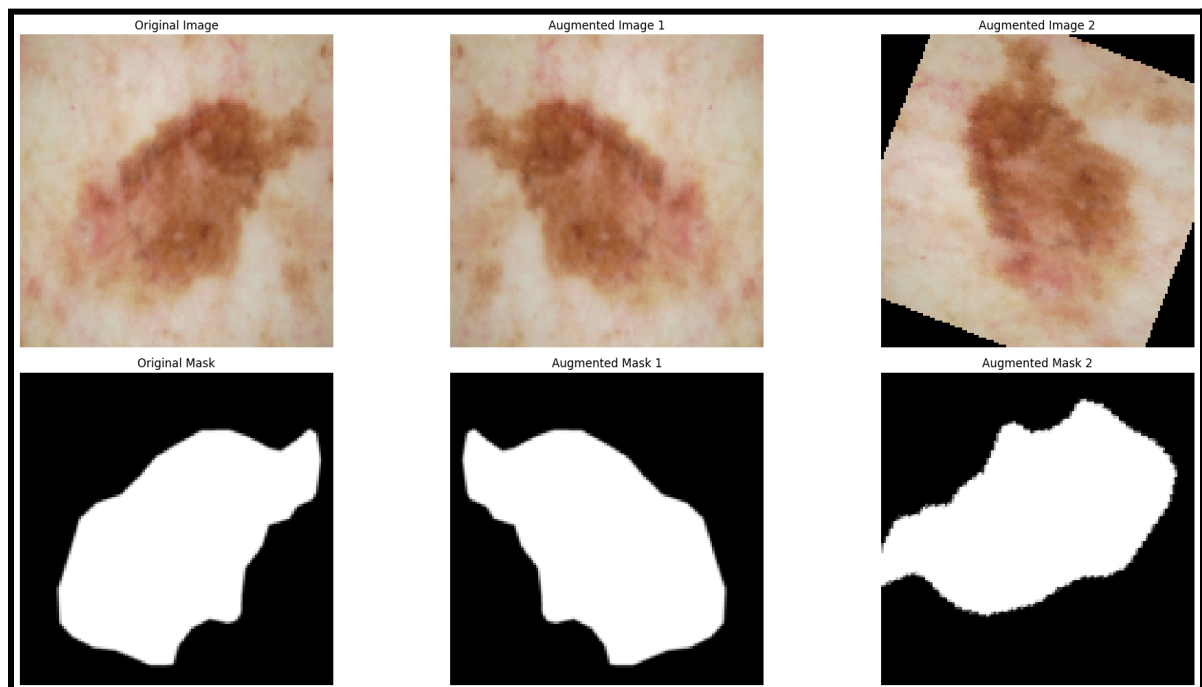 Original Image
Augmented Image 1
Augmented Image 2
Original Mask
Augmented Mask 1
Augmented Mask 2